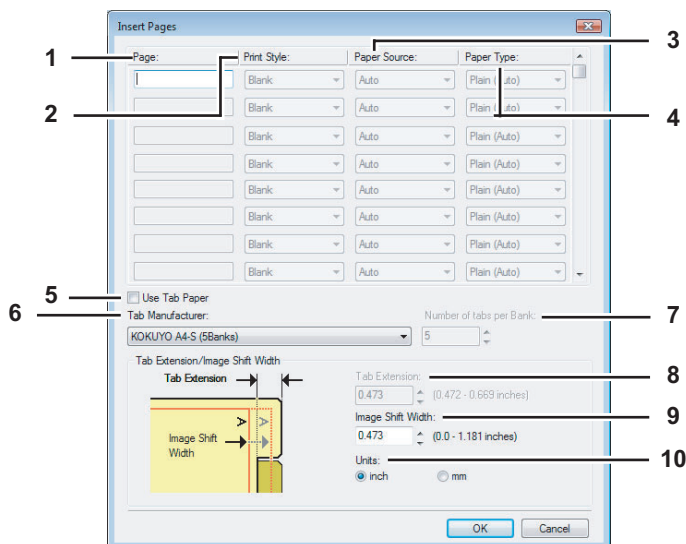 Insert Pages
3
1 Page: Print Style: Paper Source: Paper Type:
Blank Auto Plain (Auto)
2 Blank Auto Plain (Auto) 4
Blank Auto Plain (Auto)
Blank Auto Plain (Auto)
Blank Auto Plain (Auto)
Blank Auto Plain (Auto)
Blank Auto Plain (Auto)
Blank Auto Plain (Auto)
5 Use Tab Paper
6 Tab Manufacturer: Number of tabs per Bank: 7
KOKUYO A4-S (5Banks) 5
Tab Extension/Image Shift Width
Tab Extension Tab Extension: 8
0.473 (0.472 - 0.669 inches)
A A Image Shift Width: 9
Image Shift Width 0.473 (0.0 - 1.181 inches)
Units: 10
inch mm
OK Cancel